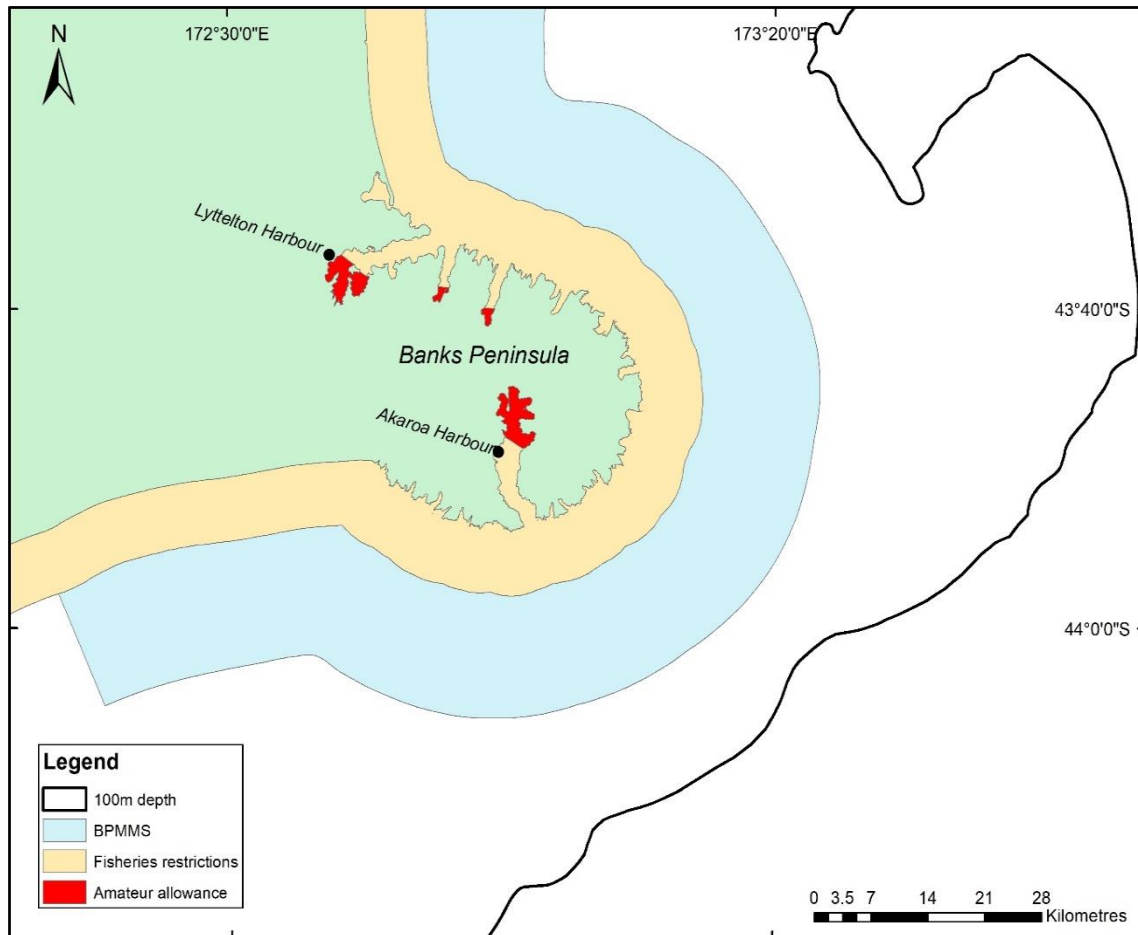 172°30'0"E
173°20'0"E
N
Lyttelton Harbour
43°40'0"S
Banks Peninsula
Akaroa Harbour
44°0'0"S
Legend
100m depth
BPMMS
Fisheries restrictions
Amateur allowance
0 3.5 7 14 21 28
Kilometres